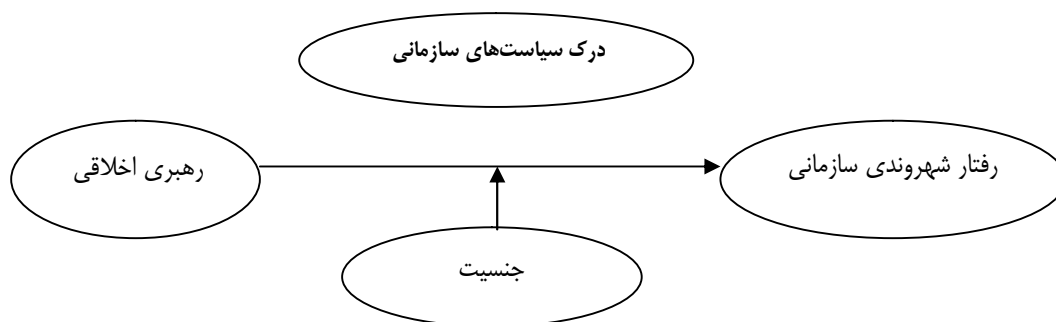 درک سیاست‌های سازمانی
رهبری اخلاقی
رفتار شهروندی سازمانی
جنسیت